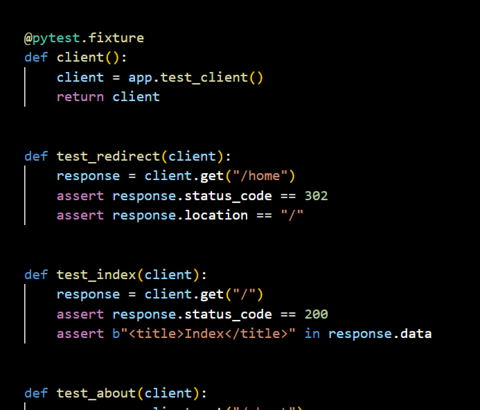 @pytest.fixture
def client():
    client = app.test_client()
    return client
def test_redirect(client):
    response = client.get("/home")
    assert response.status_code == 302
    assert response.location == "/"
def test_index(client):
    response = client.get("/")
    assert response.status_code == 200
    assert b"<title>Index</title>" in response.data
def test_about(client):